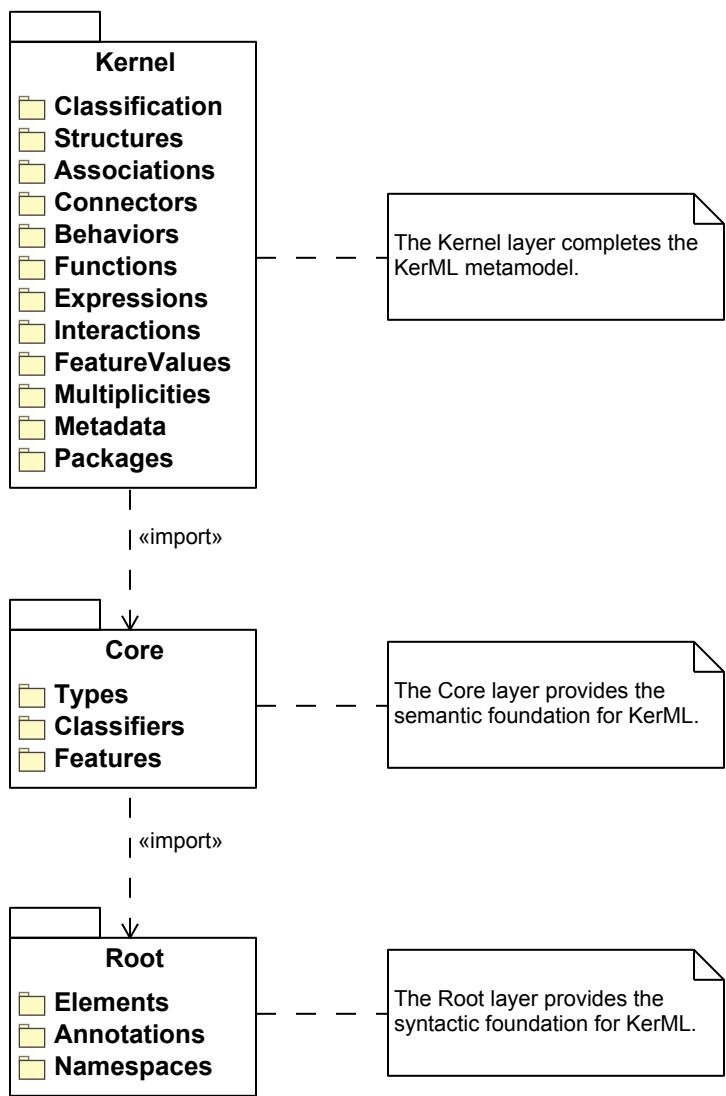 Kernel
Classification
Structures
Associations
Connectors
Behaviors
Functions
Expressions
Interactions
FeatureValues
Multiplicities
Metadata
Packages
The Kernel layer completes the
KerML metamodel.
«import»
Core
Types
Classifiers
Features
The Core layer provides the
semantic foundation for KerML.
«import»
Root
Elements
Annotations
Namespaces
The Root layer provides the
syntactic foundation for KerML.